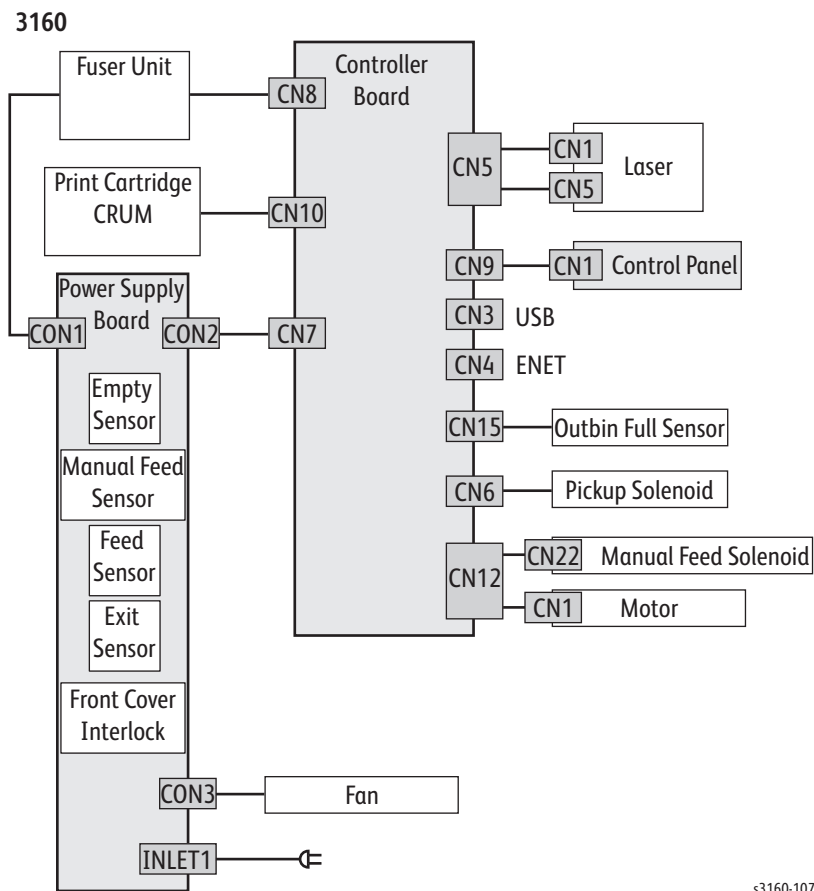 3160
Fuser Unit
CN8
Controller
Board
CN5
CN1
CN5
Laser
Print Cartridge
CRUM
CN10
CN9
CN1
Control Panel
Power Supply
Board
CON1
CON2
CN7
CN3
USB
CN4
ENET
Empty
Sensor
CN15
Outbin Full Sensor
Manual Feed
Sensor
CN6
Pickup Solenoid
Feed
Sensor
CN12
CN22
Manual Feed Solenoid
CN1
Motor
Exit
Sensor
Front Cover
Interlock
CON3
Fan
INLET1
s3160-107